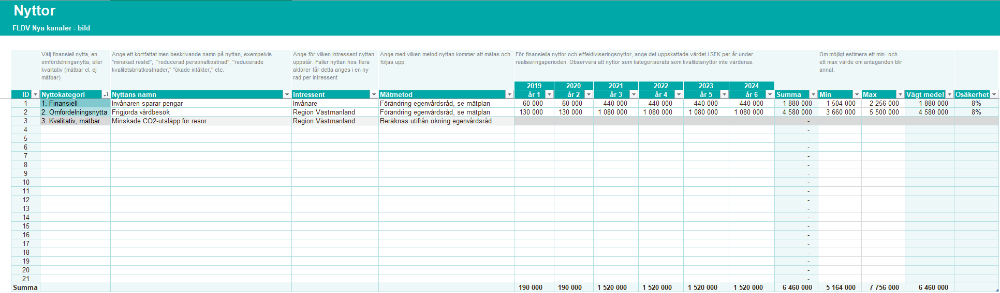 Nyttor
FLDV Nya kanaler - bild
Välj finansiell nytta, en
omfördelningsnytta, eller
kvalitativ (mätbar el. ej
mätbar)
Ange ett kortfattat men beskrivande namn på nyttan, exempelvis
"minskad restid",  "reducerad personalkostnad", "reducerade
kvalitetsbristkostnader," "ökade intäkter," etc.
Ange för vilken intressent nyttan
uppstår. Faller nyttan hos flera
aktörer får detta anges i en ny
rad per intressent
Ange med vilken metod nyttan kommer att mätas och
följas upp.
För finansiella nyttor och effektiviseringsnyttor, ange det uppskattade värdet i SEK per år under
realiseringsperioden. Observera att nyttor som kategoriserats som kvalitetsnyttor inte värderas.
Om möjligt estimera ett min- och
ett max värde om antaganden blir
annat.
2019 2020 2021 2022 2023 2024
ID Nyttokategori Nyttans namn Intressent Mätmetod år 1 år 2 år 3 år 4 år 5 år 6 Summa Min Max Vägt medel Osäkerhet
1 1. Finansiell Invånaren sparar pengar Invånare Förändring egenvårdsråd, se mätplan 60 000 60 000 440 000 440 000 440 000 440 000 1 880 000 1 504 000 2 256 000 1 880 000 8%
2 2. Omfördelningsnytta Frigjorda vårdbesök Region Västmanland Förändring egenvårdsråd, se mätplan 130 000 130 000 1 080 000 1 080 000 1 080 000 1 080 000 4 580 000 3 660 000 5 500 000 4 580 000 8%
3 3. Kvalitativ, mätbar Minskade CO2-utsläpp för resor Region Västmanland Beräknas utifrån ökning egenvårdsråd -
4 -
5 -
6 -
7 -
8 -
9 -
10 -
11 -
12 -
13 -
14 -
15 -
16 -
17 -
18 -
19 -
20 -
21 -
Summa 190 000 190 000 1 520 000 1 520 000 1 520 000 1 520 000 6 460 000 5 164 000 7 756 000 6 460 000